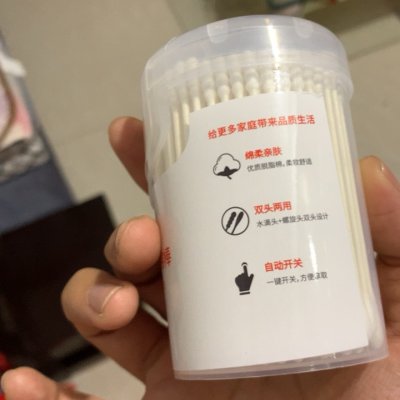 给更多家庭带来品质生活
绵柔亲肤
优质脱脂棉，柔软舒适
双头两用
水滴头+螺旋头双头设计
自动开关
一键开关，方便取